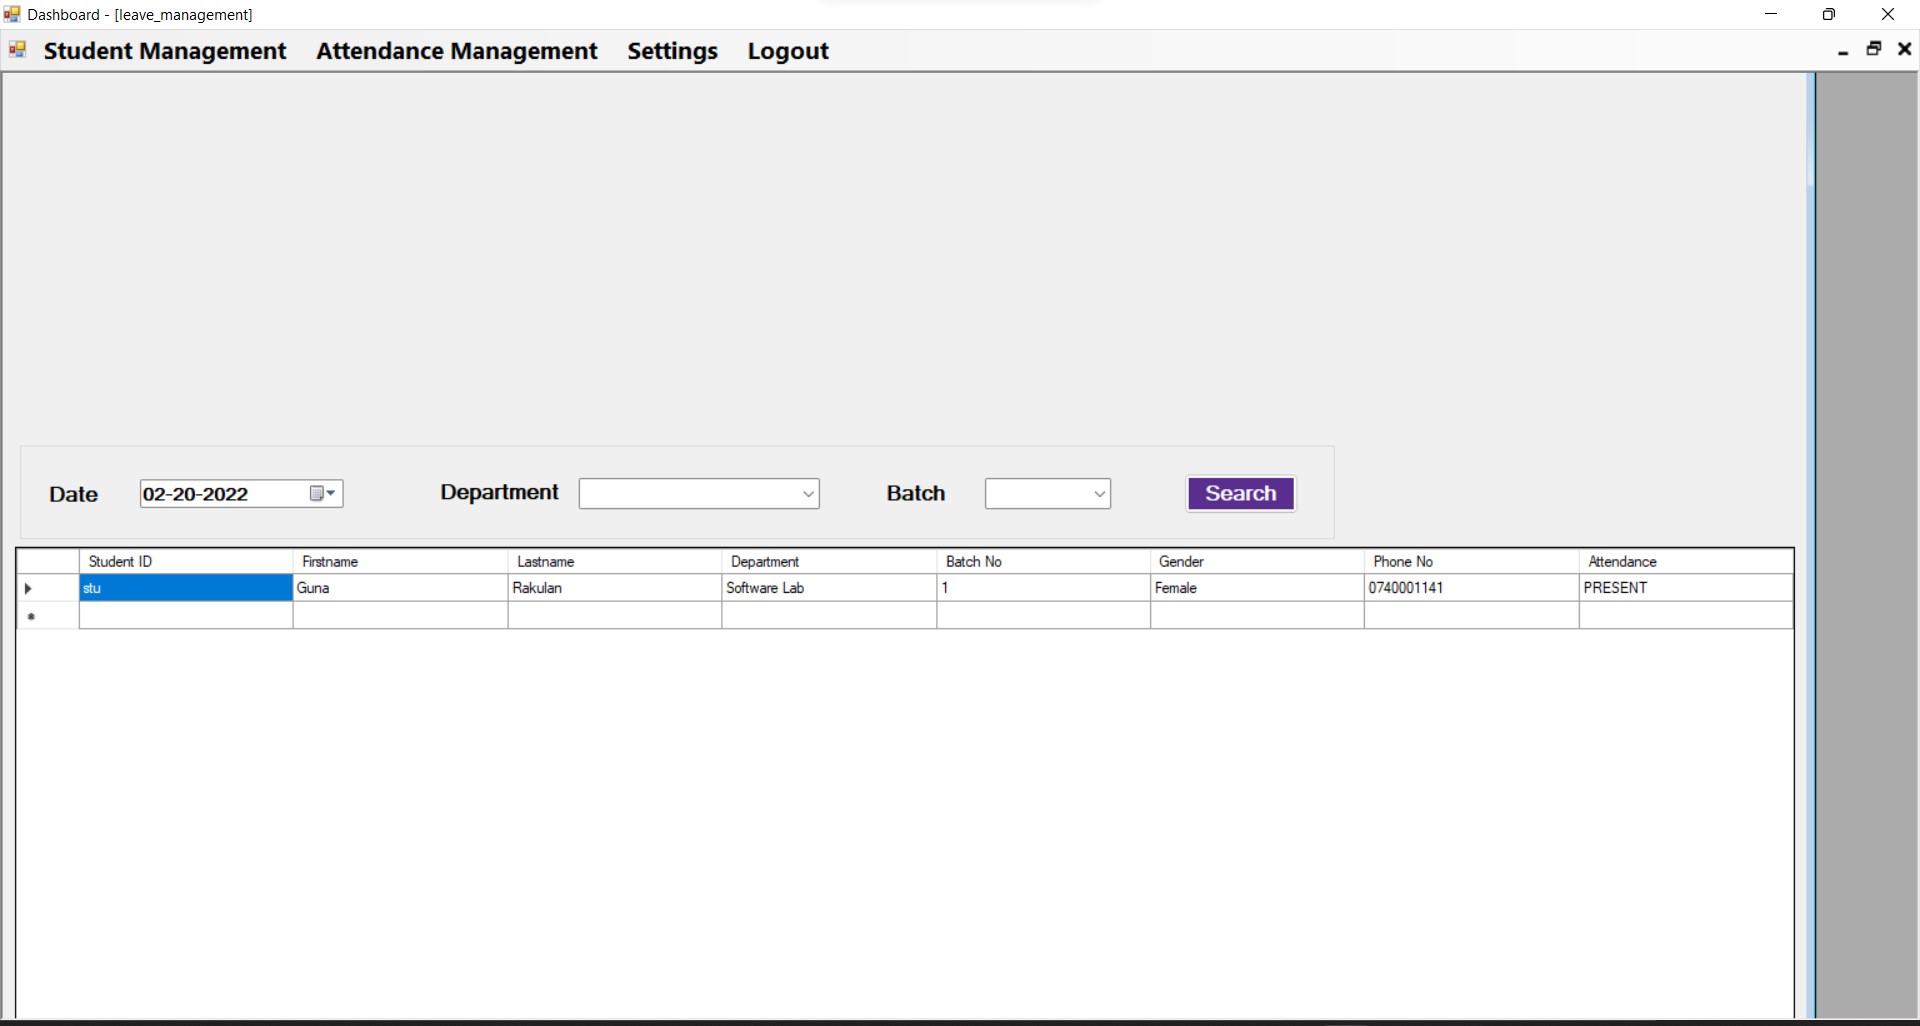 Dashboard - [leave_management]
Student Management Attendance Management Settings Logout
Date 02-20-2022 Department Batch Search
Student ID Firstname Lastname Department Batch No Gender Phone No Attendance
stu Guna Rakulan Software Lab 1 Female 0740001141 PRESENT